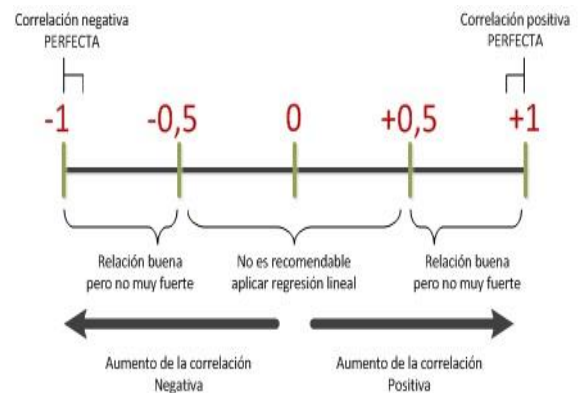 Correlación negativa
PERFECTA
Correlación positiva
PERFECTA
-1 -0,5 0 +0,5 +1
Relación buena
pero no muy fuerte
No es recomendable
aplicar regresión lineal
Relación buena
pero no muy fuerte
Aumento de la correlación
Negativa
Aumento de la correlación
Positiva